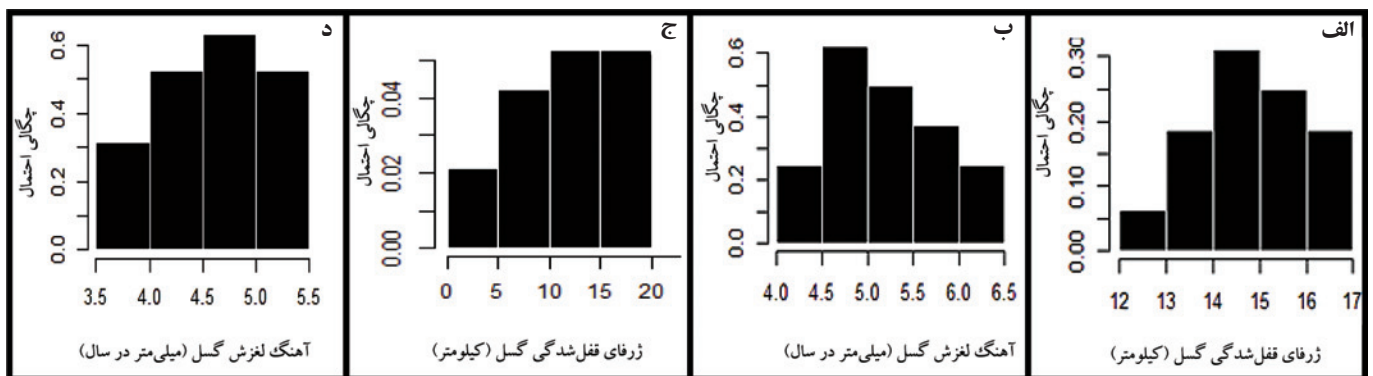 الف
چگالی احتمال
0.30
0.20
0.10
0.00
12 13 14 15 16 17
ژرفای قفل‌شدگی گسل (کیلومتر)
ب
چگالی احتمال
0.6
0.4
0.2
0.0
4.0 4.5 5.0 5.5 6.0 6.5
آهنگ لغزش گسل (میلی‌متر در سال)
ج
چگالی احتمال
0.04
0.02
0.00
0 5 10 15 20
ژرفای قفل‌شدگی گسل (کیلومتر)
د
چگالی احتمال
0.6
0.4
0.2
0.0
3.5 4.0 4.5 5.0 5.5
آهنگ لغزش گسل (میلی‌متر در سال)